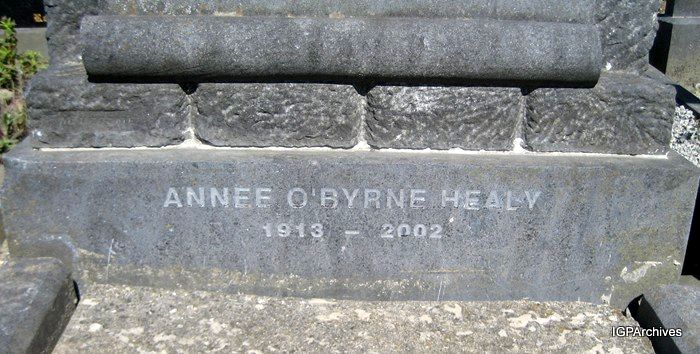 ANNEE O'BYRNE HEALY
1913 – 2002
IGPArchives